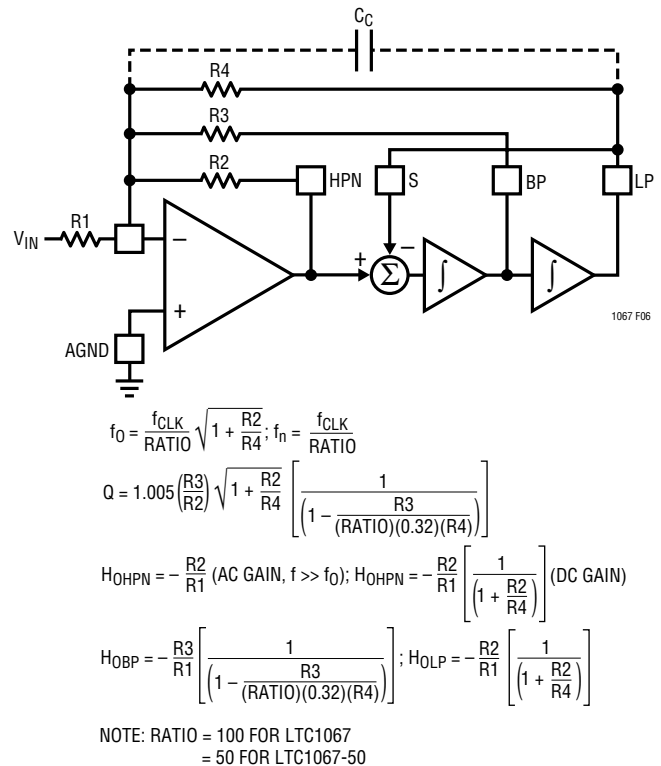 C_C
R4
R3
R2
HPN
S
BP
LP
R1
V_IN
−
+
+
−
Σ
∫
∫
AGND
1067 F06
f_O = f_CLK/RATIO √(1 + R2/R4); f_n = f_CLK/RATIO
Q = 1.005(R3/R2) √(1 + R2/R4) [1/(1 − R3/((RATIO)(0.32)(R4)))]
H_OHPN = − R2/R1 (AC GAIN, f >> f_O); H_OHPN = − R2/R1 [1/(1 + R2/R4)] (DC GAIN)
H_OBP = − R3/R1 [1/(1 − R3/((RATIO)(0.32)(R4)))]; H_OLP = − R2/R1 [1/(1 + R2/R4)]
NOTE: RATIO = 100 FOR LTC1067
= 50 FOR LTC1067-50